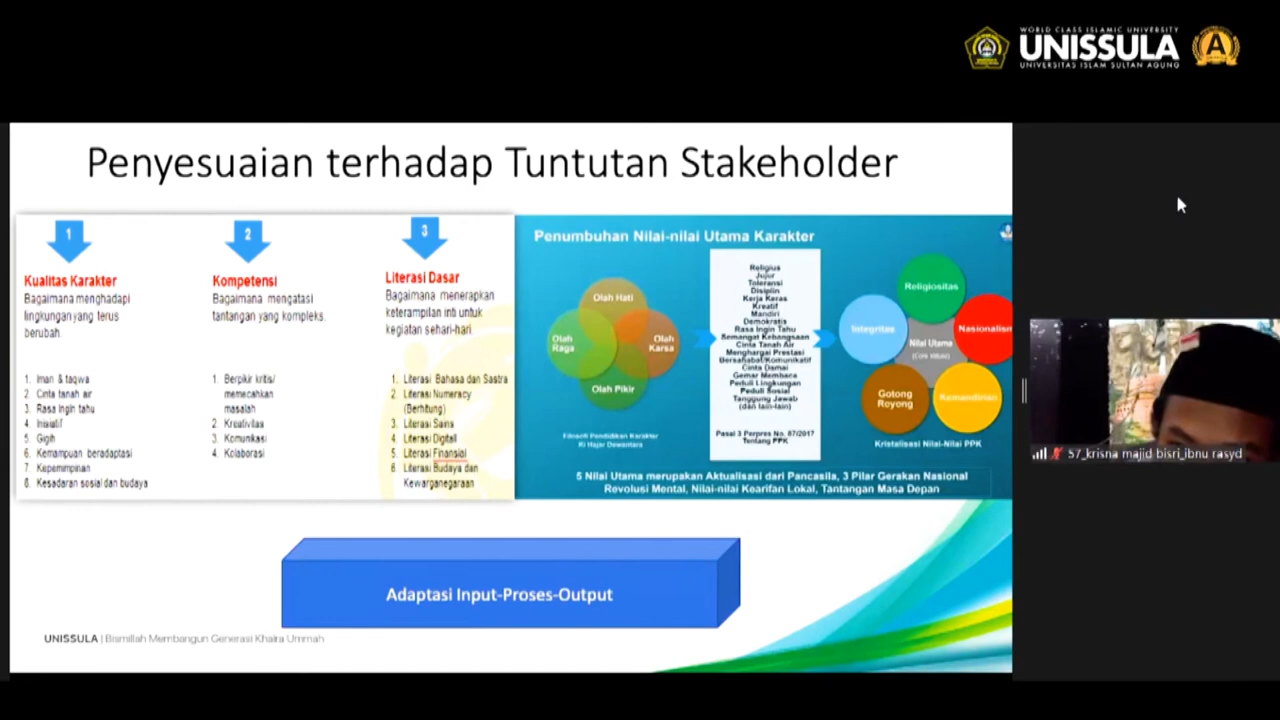 WORLD CLASS ISLAMIC UNIVERSITY
UNISSULA
UNIVERSITAS ISLAM SULTAN AGUNG
A
Penyesuaian terhadap Tuntutan Stakeholder
1
Kualitas Karakter
Bagaimana menghadapi
lingkungan yang terus
berubah.
1. Iman & taqwa
2. Cinta tanah air
3. Rasa ingin tahu
4. Inisiatif
5. Gigih
6. Kemampuan beradaptasi
7. Kepemimpinan
8. Kesadaran sosial dan budaya
2
Kompetensi
Bagaimana mengatasi
tantangan yang kompleks.
1. Berpikir kritis/
memecahkan
masalah
2. Kreativitas
3. Komunikasi
4. Kolaborasi
3
Literasi Dasar
Bagaimana menerapkan
keterampilan inti untuk
kegiatan sehari-hari.
1. Literasi Bahasa dan Sastra
2. Literasi Numeracy
(Berhitung)
3. Literasi Sains
4. Literasi Digitall
5. Literasi Finansial
6. Literasi Budaya dan
Kewarganegaraan
Penumbuhan Nilai-nilai Utama Karakter
Olah Hati
Olah
Raga
Olah
Karsa
Olah Pikir
Filosofi Pendidikan Karakter
Ki Hajar Dewantara
Religius
Jujur
Toleransi
Disiplin
Kerja Keras
Kreatif
Mandiri
Demokratis
Rasa Ingin Tahu
Semangat Kebangsaan
Cinta Tanah Air
Menghargai Prestasi
Bersahabat/Komunikatif
Cinta Damai
Gemar Membaca
Peduli Lingkungan
Peduli Sosial
Tanggung Jawab
(dan lain-lain)
Pasal 3 Perpres No. 87/2017
Tentang PPK
Religiositas
Integritas
Nasionalism
Nilai Utama
(Core Values)
Gotong
Royong
Kemandirian
Kristalisasi Nilai-Nilai PPK
5 Nilai Utama merupakan Aktualisasi dari Pancasila, 3 Pilar Gerakan Nasional
Revolusi Mental, Nilai-nilai Kearifan Lokal, Tantangan Masa Depan
Adaptasi Input-Proses-Output
UNISSULA | Bismillah Membangun Generasi Khaira Ummah
57_krisna majid bisri_ibnu rasyd